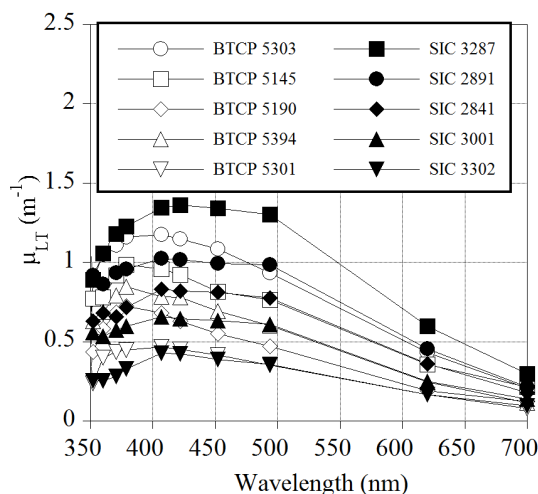 2.5
2
1.5
1
0.5
0
μLT (m-1)
BTCP 5303
BTCP 5145
BTCP 5190
BTCP 5394
BTCP 5301
SIC 3287
SIC 2891
SIC 2841
SIC 3001
SIC 3302
350 400 450 500 550 600 650 700
Wavelength (nm)